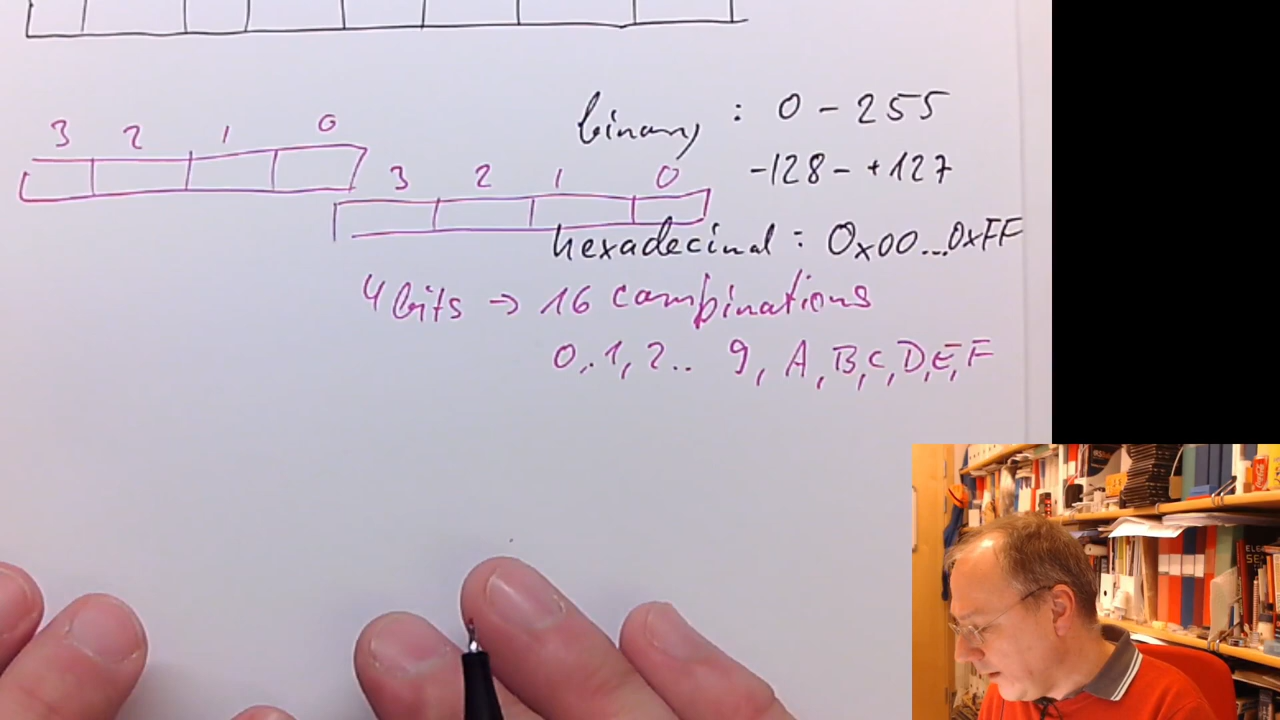 binary : 0 - 255
3 2 1 0
-128 - +127
3 2 1 0
hexadecimal : 0x00...0xFF
4 bits → 16 combinations
0..1, 2.. 9, A, B, C, D, E, F